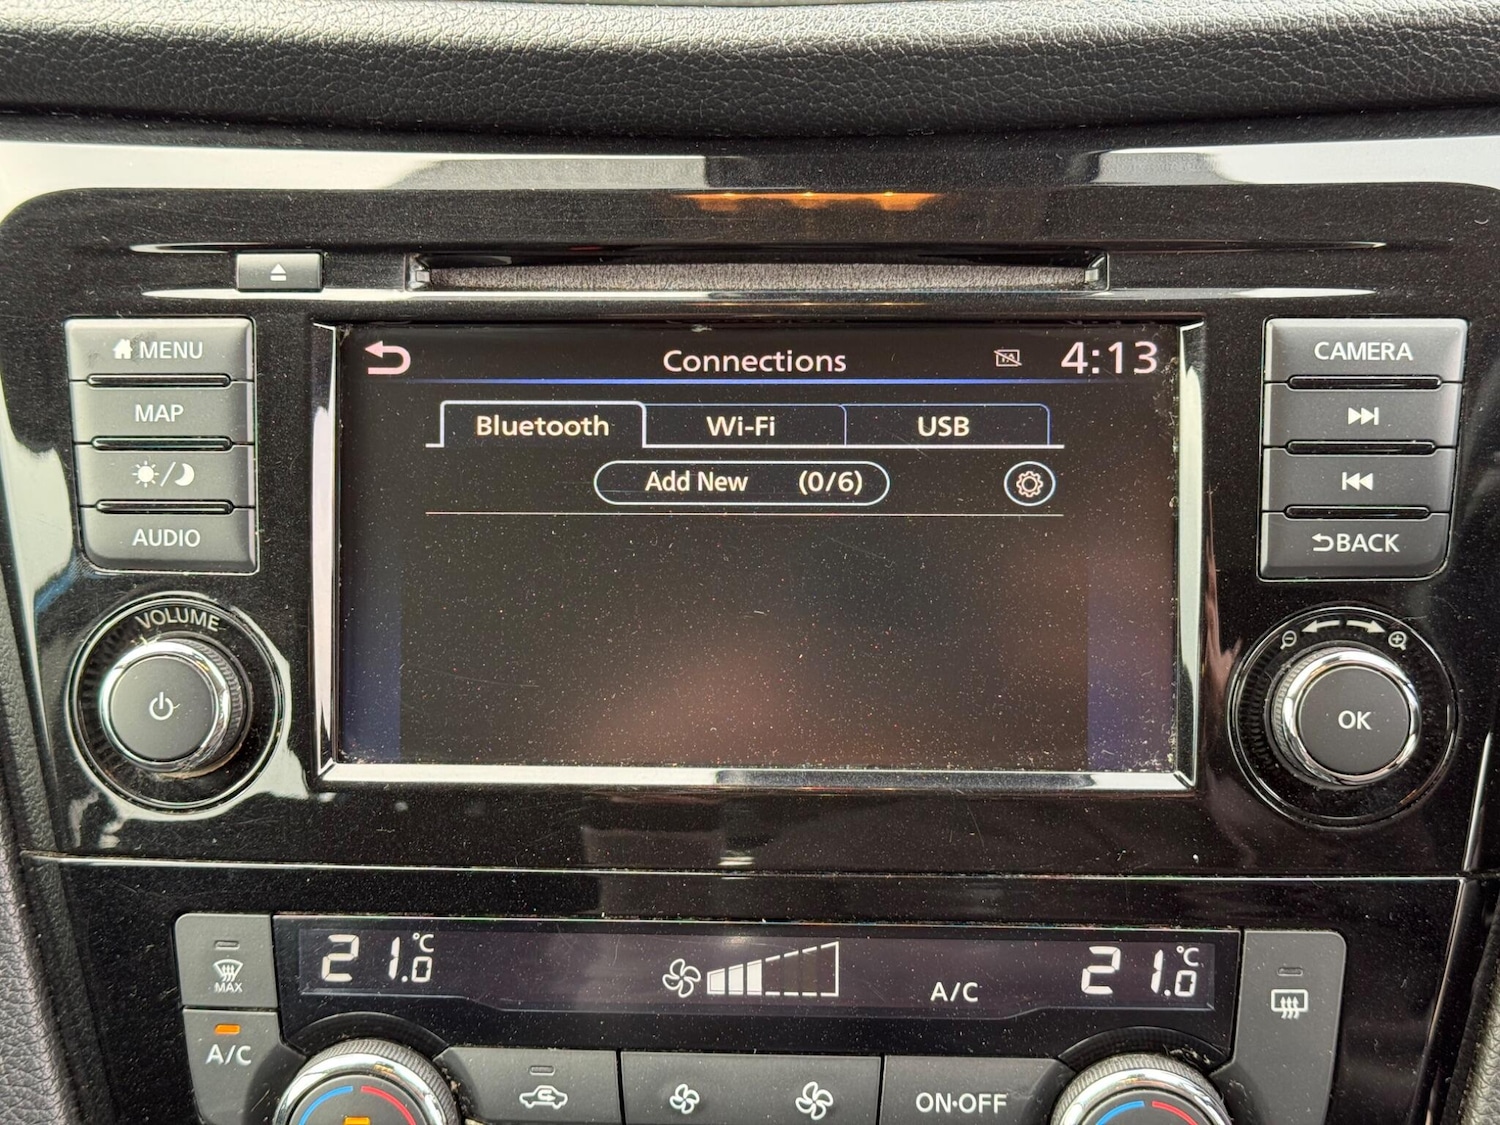 MENU
MAP
AUDIO
VOLUME
Connections
TA
4:13
Bluetooth
Wi-Fi
USB
Add New (0/6)
CAMERA
BACK
OK
MAX
A/C
21.0°C
A/C
21.0°C
ON•OFF